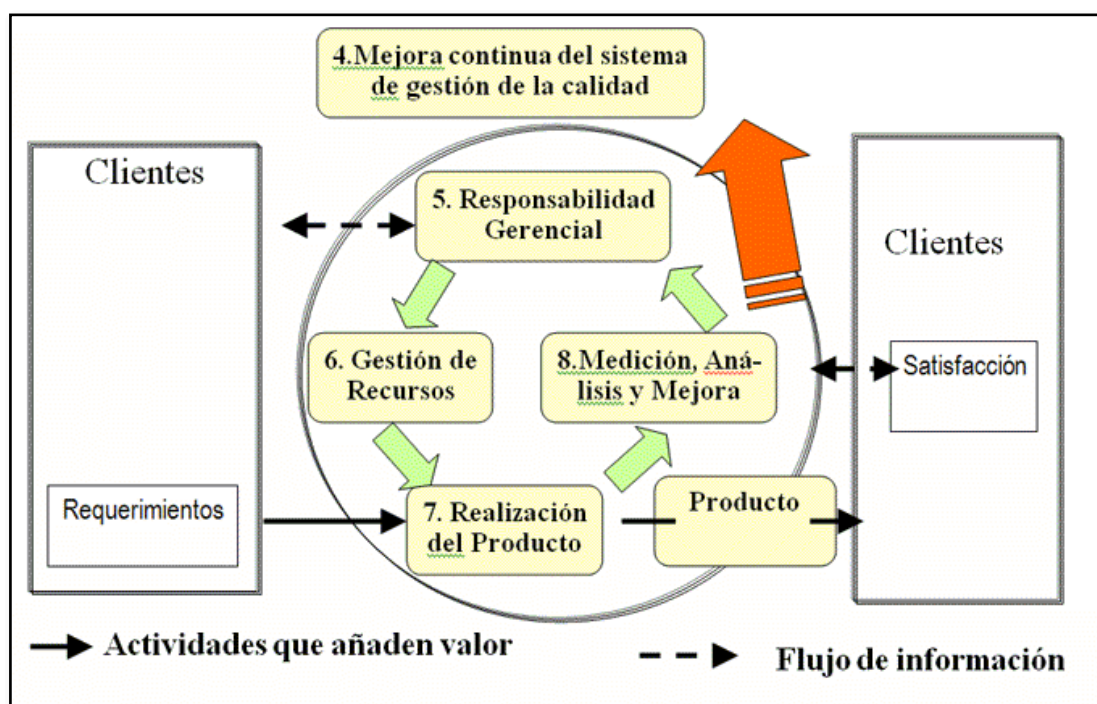 4.Mejora continua del sistema
de gestión de la calidad
Clientes
5. Responsabilidad
Gerencial
Clientes
6. Gestión de
Recursos
8.Medición, Aná-
lisis y Mejora
Satisfacción
Requerimientos
7. Realización
del Producto
Producto
Actividades que añaden valor
Flujo de información